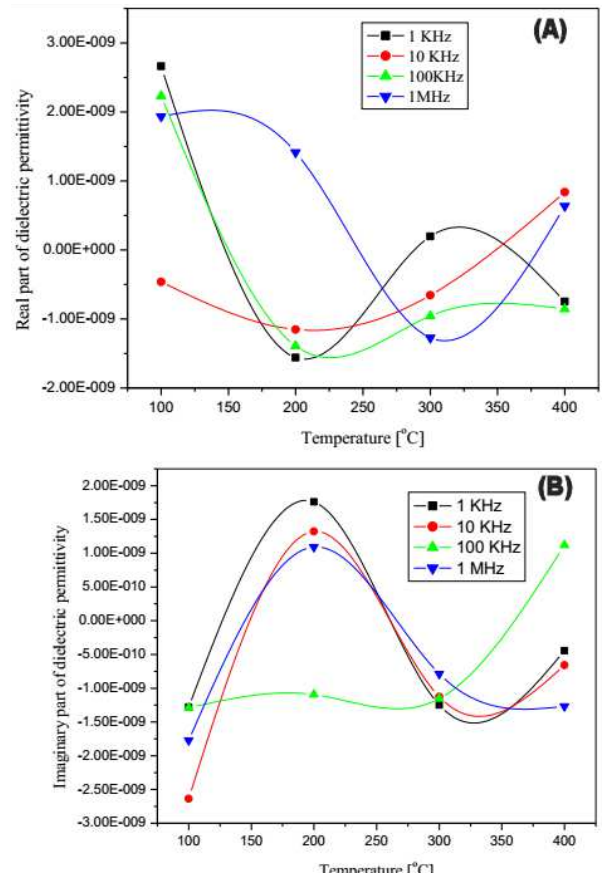 (A)
3.00E-009
2.00E-009
1.00E-009
0.00E+000
-1.00E-009
-2.00E-009
Real part of dielectric permittivity
1 KHz
10 KHz
100KHz
1MHz
100 150 200 250 300 350 400
Temperature [°C]
(B)
2.00E-009
1.50E-009
1.00E-009
5.00E-010
0.00E+000
-5.00E-010
-1.00E-009
-1.50E-009
-2.00E-009
-2.50E-009
-3.00E-009
Imaginary part of dielectric permittivity
1 KHz
10 KHz
100 KHz
1 MHz
100 150 200 250 300 350 400
Temperature [°C]